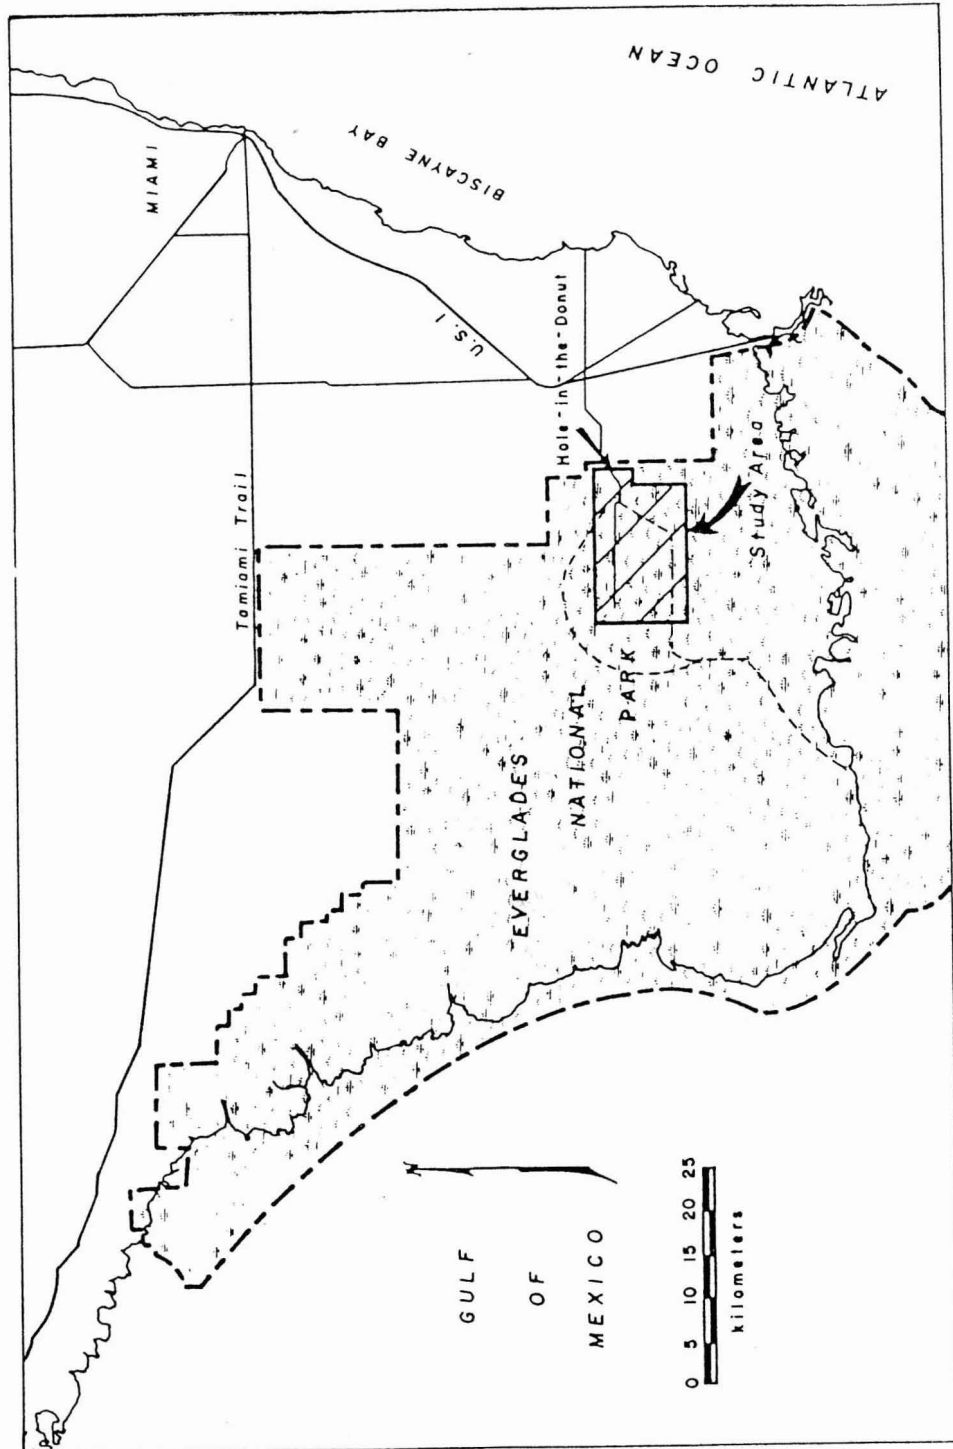 ATLANTIC OCEAN
BISCAYNE BAY
MIAMI
U.S. 1
Tamiami Trail
Hole-in-the-Donut
Study Area
EVERGLADES
NATIONAL
PARK
N
GULF
OF
MEXICO
0 5 10 15 20 25
kilometers